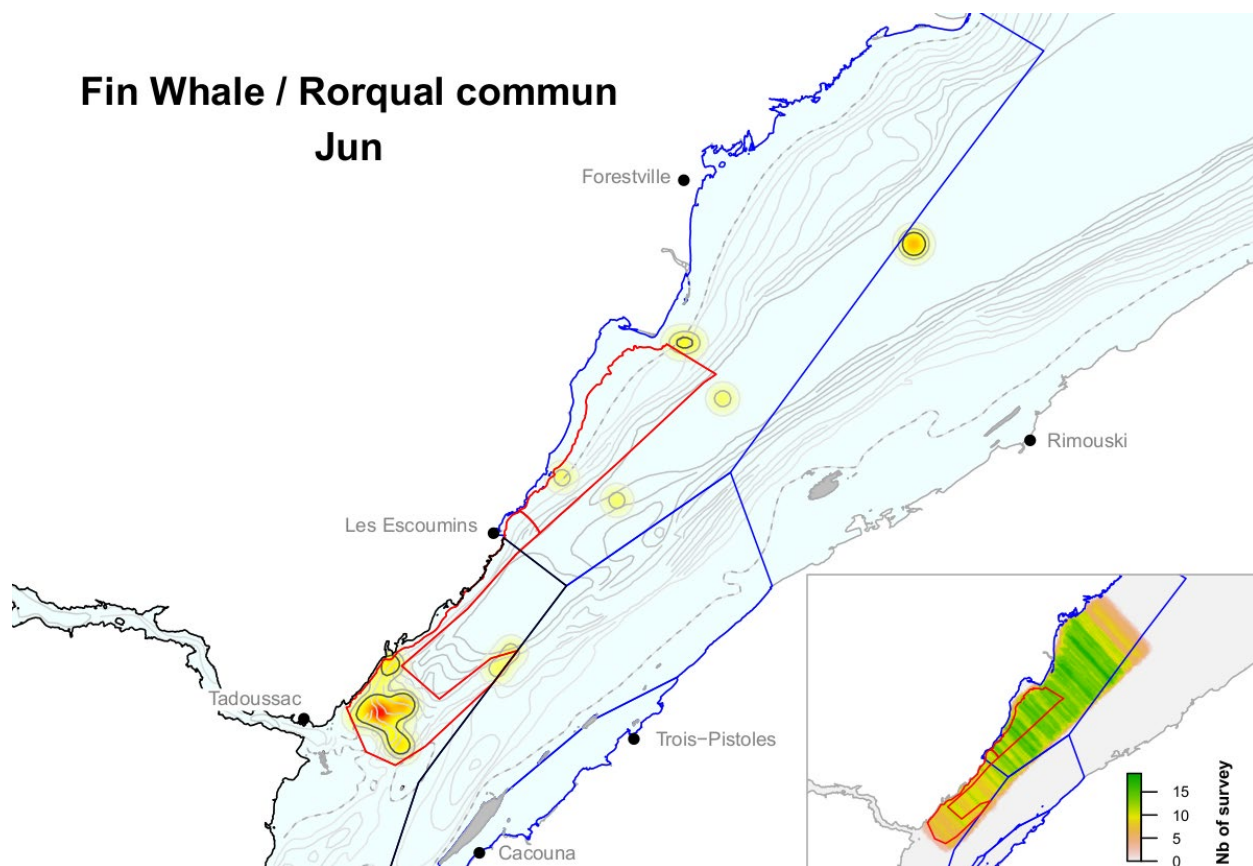 Fin Whale / Rorqual commun
Jun
Forestville
Rimouski
Les Escoumins
Tadoussac
Trois−Pistoles
Cacouna
15
10
5
0
Nb of survey